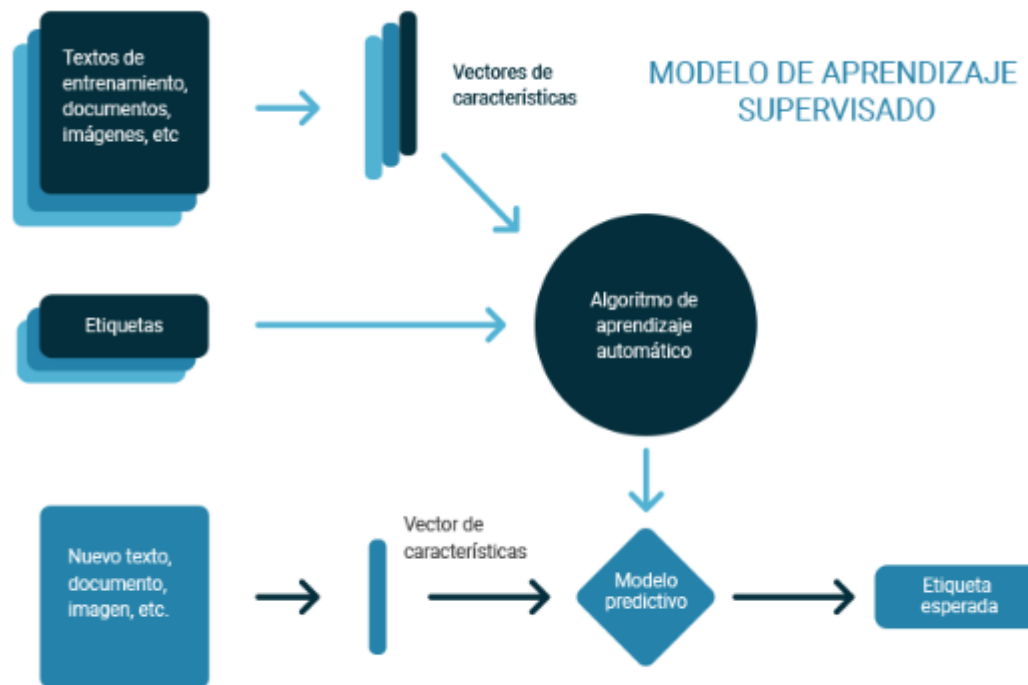 Textos de
entrenamiento,
documentos,
imágenes, etc
Vectores de
características
MODELO DE APRENDIZAJE
SUPERVISADO
Etiquetas
Algoritmo de
aprendizaje
automático
Nuevo texto,
documento,
imagen, etc.
Vector de
características
Modelo
predictivo
Etiqueta
esperada